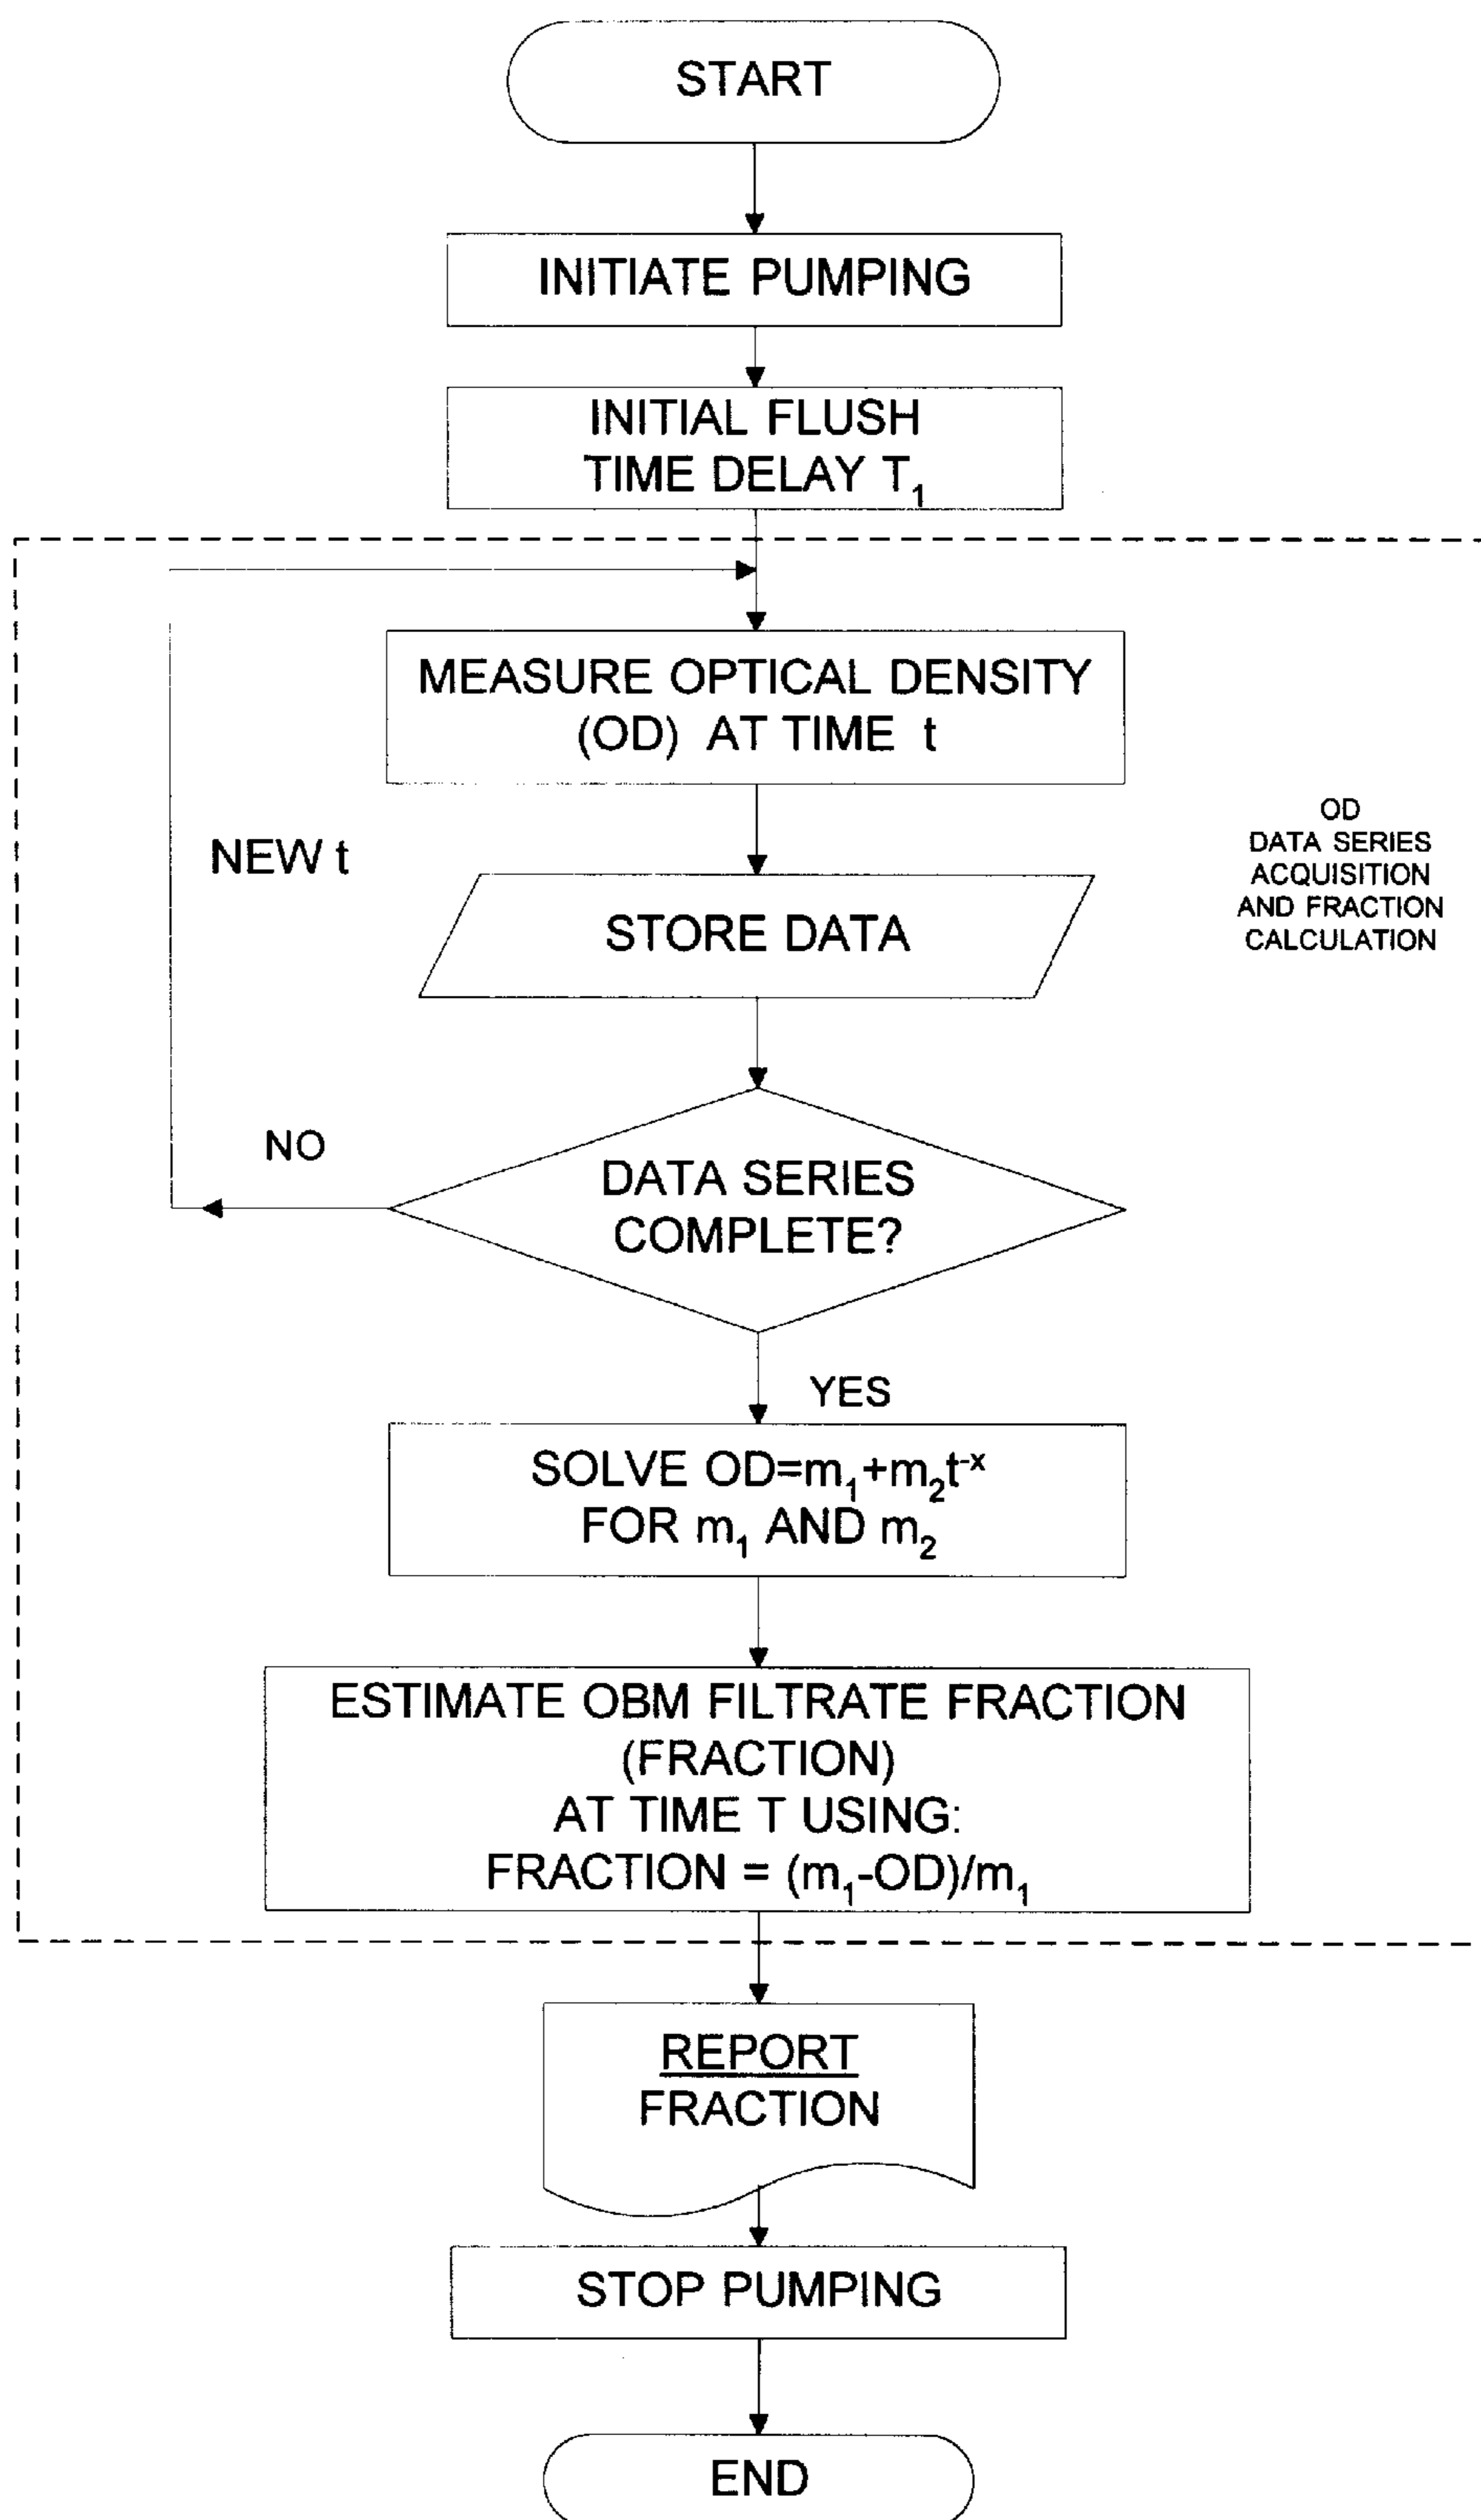 START
INITIATE PUMPING
INITIAL FLUSH
TIME DELAY T₁
MEASURE OPTICAL DENSITY
(OD) AT TIME t
NEW t
OD
DATA SERIES
ACQUISITION
AND FRACTION
CALCULATION
STORE DATA
NO
DATA SERIES
COMPLETE?
YES
SOLVE OD=m₁+m₂t⁻ˣ
FOR m₁ AND m₂
ESTIMATE OBM FILTRATE FRACTION
(FRACTION)
AT TIME T USING:
FRACTION = (m₁-OD)/m₁
REPORT
FRACTION
STOP PUMPING
END